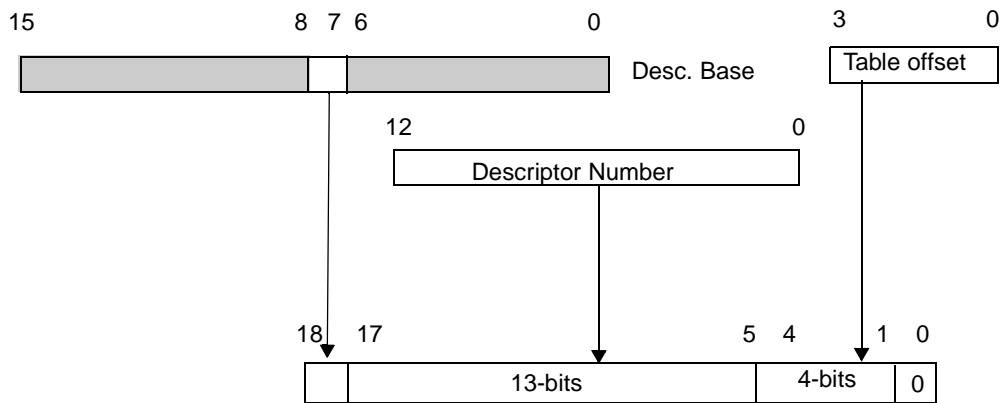 15 8 7 6 0 3 0
Desc. Base
Table offset
12 0
Descriptor Number
18 17 5 4 1 0
13-bits 4-bits 0